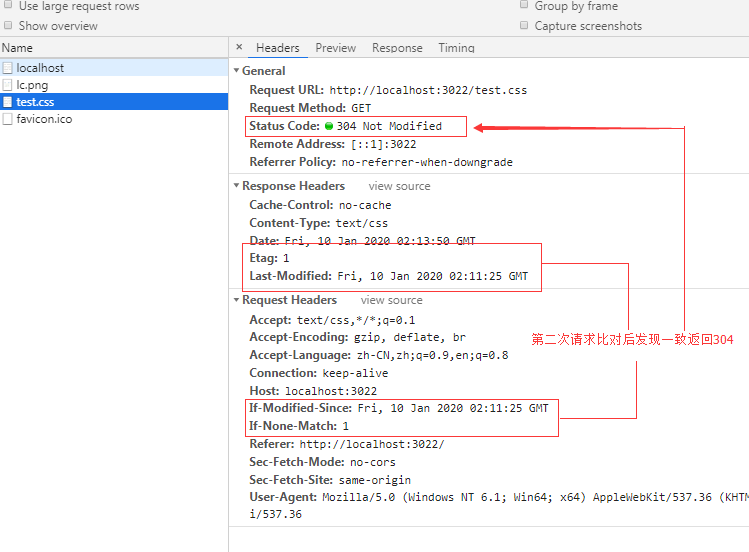 Use large request rows
Group by frame
Show overview
Capture screenshots
Name
× Headers Preview Response Timing
localhost
lc.png
test.css
favicon.ico
General
Request URL: http://localhost:3022/test.css
Request Method: GET
Status Code: 304 Not Modified
Remote Address: [::1]:3022
Referrer Policy: no-referrer-when-downgrade
Response Headers view source
Cache-Control: no-cache
Content-Type: text/css
Date: Fri, 10 Jan 2020 02:13:50 GMT
Etag: 1
Last-Modified: Fri, 10 Jan 2020 02:11:25 GMT
Request Headers view source
Accept: text/css,*/*;q=0.1
Accept-Encoding: gzip, deflate, br
Accept-Language: zh-CN,zh;q=0.9,en;q=0.8
Connection: keep-alive
Host: localhost:3022
If-Modified-Since: Fri, 10 Jan 2020 02:11:25 GMT
If-None-Match: 1
Referer: http://localhost:3022/
Sec-Fetch-Mode: no-cors
Sec-Fetch-Site: same-origin
User-Agent: Mozilla/5.0 (Windows NT 6.1; Win64; x64) AppleWebKit/537.36 (KHTM
i/537.36
第二次请求比对后发现一致返回304